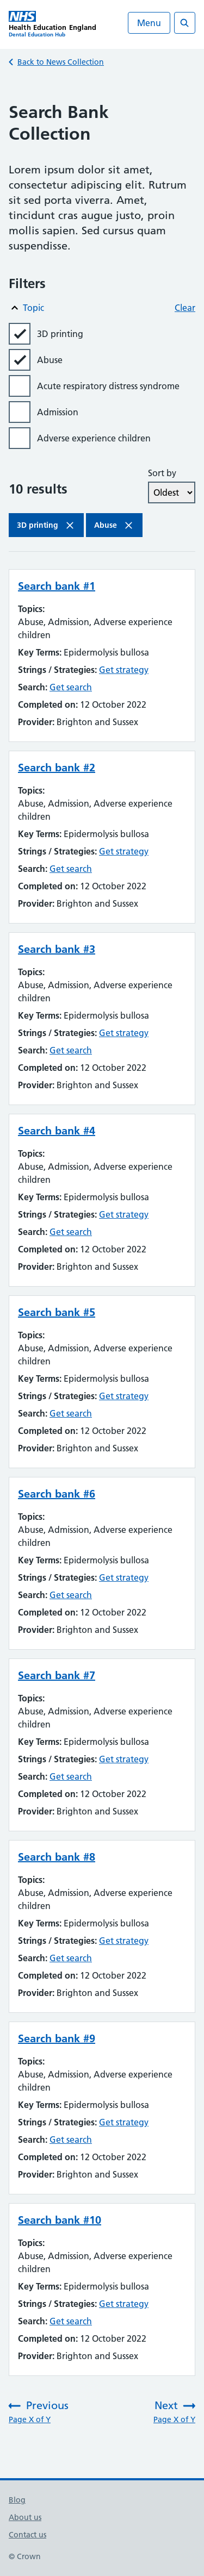 NHS
Health Education England
Dental Education Hub
Menu
Back to News Collection
Search Bank
Collection
Lorem ipsum dolor sit amet,
consectetur adipiscing elit. Rutrum
sit sed porta viverra. Amet,
tincidunt cras augue justo, proin
ullamcorper. Sed cursus quam
suspendisse.
Filters
Topic
Clear
3D printing
Abuse
Acute respiratory distress syndrome
Admission
Adverse experience children
Sort by
10 results
Oldest
3D printing
Abuse
Search bank #1
Topics:
Abuse, Admission, Adverse experience
children
Key Terms: Epidermolysis bullosa
Strings / Strategies: Get strategy
Search: Get search
Completed on: 12 October 2022
Provider: Brighton and Sussex
Search bank #2
Topics:
Abuse, Admission, Adverse experience
children
Key Terms: Epidermolysis bullosa
Strings / Strategies: Get strategy
Search: Get search
Completed on: 12 October 2022
Provider: Brighton and Sussex
Search bank #3
Topics:
Abuse, Admission, Adverse experience
children
Key Terms: Epidermolysis bullosa
Strings / Strategies: Get strategy
Search: Get search
Completed on: 12 October 2022
Provider: Brighton and Sussex
Search bank #4
Topics:
Abuse, Admission, Adverse experience
children
Key Terms: Epidermolysis bullosa
Strings / Strategies: Get strategy
Search: Get search
Completed on: 12 October 2022
Provider: Brighton and Sussex
Search bank #5
Topics:
Abuse, Admission, Adverse experience
children
Key Terms: Epidermolysis bullosa
Strings / Strategies: Get strategy
Search: Get search
Completed on: 12 October 2022
Provider: Brighton and Sussex
Search bank #6
Topics:
Abuse, Admission, Adverse experience
children
Key Terms: Epidermolysis bullosa
Strings / Strategies: Get strategy
Search: Get search
Completed on: 12 October 2022
Provider: Brighton and Sussex
Search bank #7
Topics:
Abuse, Admission, Adverse experience
children
Key Terms: Epidermolysis bullosa
Strings / Strategies: Get strategy
Search: Get search
Completed on: 12 October 2022
Provider: Brighton and Sussex
Search bank #8
Topics:
Abuse, Admission, Adverse experience
children
Key Terms: Epidermolysis bullosa
Strings / Strategies: Get strategy
Search: Get search
Completed on: 12 October 2022
Provider: Brighton and Sussex
Search bank #9
Topics:
Abuse, Admission, Adverse experience
children
Key Terms: Epidermolysis bullosa
Strings / Strategies: Get strategy
Search: Get search
Completed on: 12 October 2022
Provider: Brighton and Sussex
Search bank #10
Topics:
Abuse, Admission, Adverse experience
children
Key Terms: Epidermolysis bullosa
Strings / Strategies: Get strategy
Search: Get search
Completed on: 12 October 2022
Provider: Brighton and Sussex
Previous
Page X of Y
Next
Page X of Y
Blog
About us
Contact us
© Crown